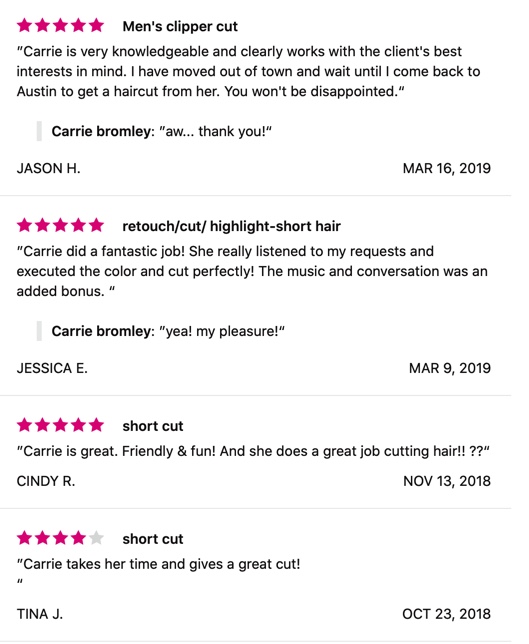 Men's clipper cut
”Carrie is very knowledgeable and clearly works with the client's best
interests in mind. I have moved out of town and wait until I come back to
Austin to get a haircut from her. You won't be disappointed.“
Carrie bromley: ”aw... thank you!“
JASON H. MAR 16, 2019
retouch/cut/ highlight-short hair
”Carrie did a fantastic job! She really listened to my requests and
executed the color and cut perfectly! The music and conversation was an
added bonus. “
Carrie bromley: ”yea! my pleasure!“
JESSICA E. MAR 9, 2019
short cut
”Carrie is great. Friendly & fun! And she does a great job cutting hair!! ??“
CINDY R. NOV 13, 2018
short cut
”Carrie takes her time and gives a great cut!
“
TINA J. OCT 23, 2018